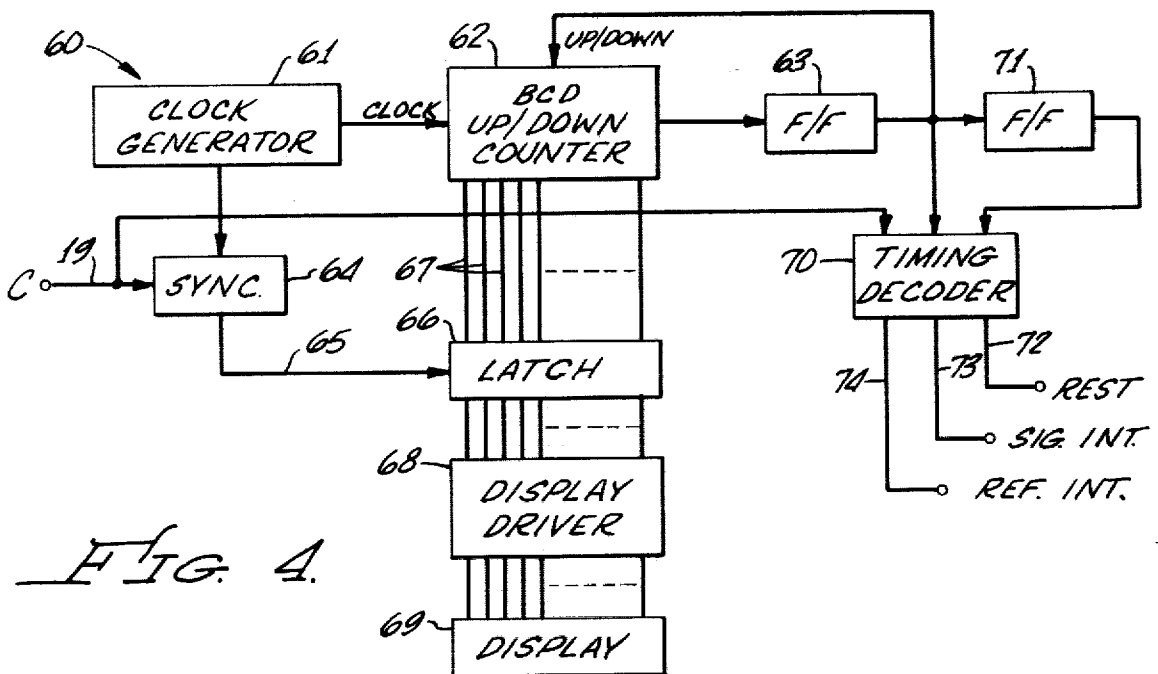 60
61
CLOCK
GENERATOR
CLOCK
62
UP/DOWN
BCD
UP/DOWN
COUNTER
63
F/F
71
F/F
C
19
SYNC.
64
65
67
66
LATCH
70
TIMING
DECODER
74
73
72
REST
SIG. INT.
REF. INT.
68
DISPLAY
DRIVER
69
DISPLAY
FIG. 4.